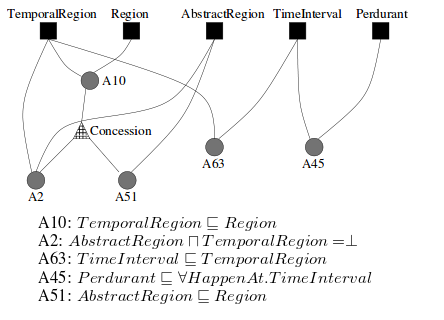 TemporalRegion Region AbstractRegion TimeInterval Perdurant
A10
Concession
A63 A45
A2 A51
A10: TemporalRegion ⊑ Region
A2: AbstractRegion ⊓ TemporalRegion =⊥
A63: TimeInterval ⊑ TemporalRegion
A45: Perdurant ⊑ ∀HappenAt.TimeInterval
A51: AbstractRegion ⊑ Region